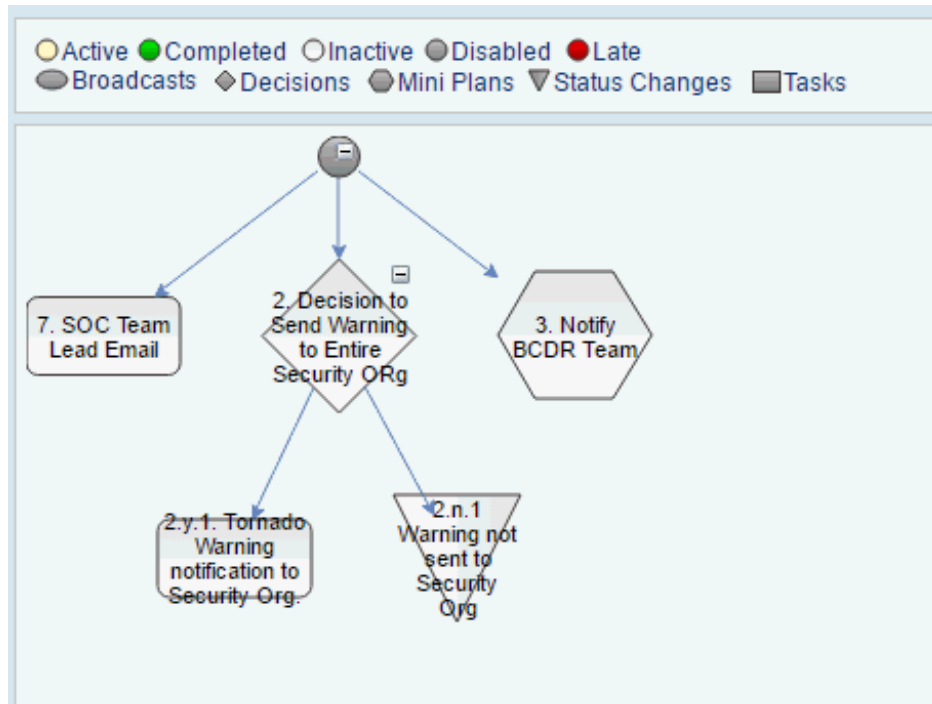 Active Completed Inactive Disabled Late
Broadcasts Decisions Mini Plans Status Changes Tasks
7. SOC Team
Lead Email
2. Decision to
Send Warning
to Entire
Security ORg
3. Notify
BCDR Team
2.y.1. Tornado
Warning
notification to
Security Org.
2.n.1
Warning not
sent to
Security
Org